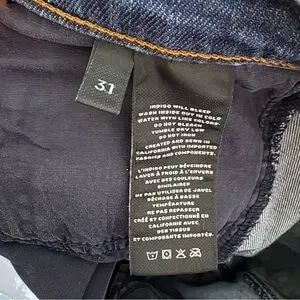 31
INDIGO WILL BLEED
WASH INSIDE OUT IN COLD
WATER WITH LIKE COLORS.
DO NOT BLEACH
TUMBLE DRY LOW
DO NOT IRON
CREATED AND SEWN IN
CALIFORNIA WITH IMPORTED
FABRICS AND COMPONENTS.
L'INDIGO PEUT DÉTEINDRE
LAVER À FROID À L'ENVERS
AVEC DES COULEURS
SIMILAIRES
NE PAS UTILISER DE JAVEL
SÉCHAGE À BASSE
TEMPÉRATURE
NE PAS REPASSER
CRÉÉ ET CONFECTIONNÉ EN
CALIFORNIE AVEC
DES TISSUS
ET COMPOSANTS IMPORTÉS.